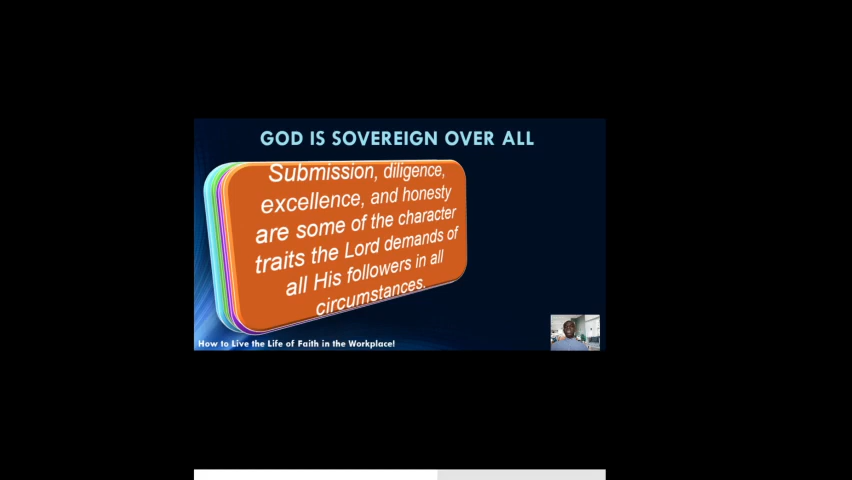 GOD IS SOVEREIGN OVER ALL
Submission, diligence,
excellence, and honesty
are some of the character
traits the Lord demands of
all His followers in all
circumstances.
How to Live the Life of Faith in the Workplace!